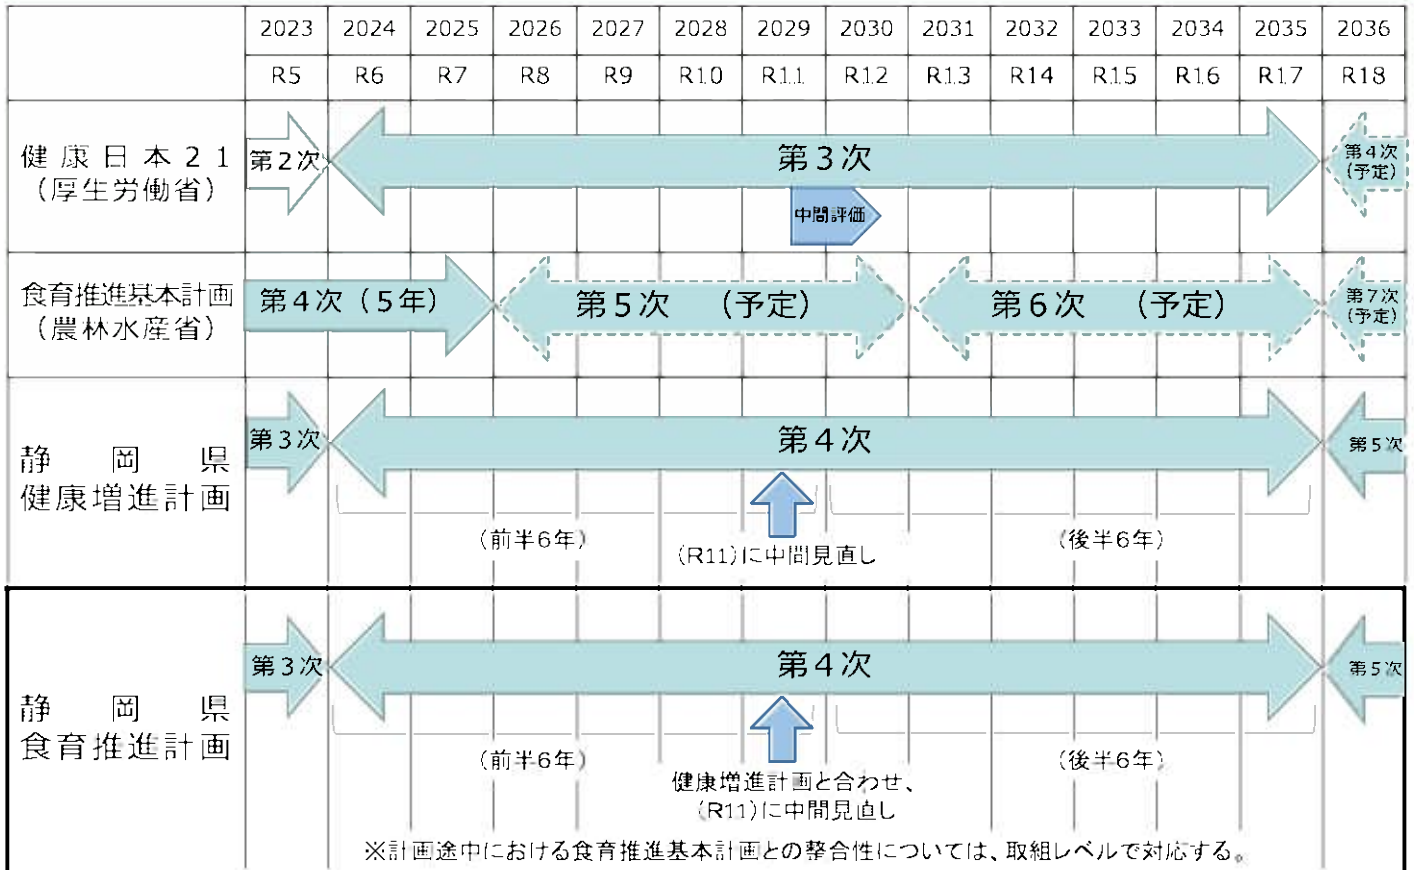 2023 2024 2025 2026 2027 2028 2029 2030 2031 2032 2033 2034 2035 2036
R5 R6 R7 R8 R9 R10 R11 R12 R13 R14 R15 R16 R17 R18
健康日本21
（厚生労働省）
第2次
第3次
第4次
（予定）
中間評価
食育推進基本計画
（農林水産省）
第4次（5年）
第5次　（予定）
第6次　（予定）
第7次
（予定）
静岡県
健康増進計画
第3次
第4次
第5次
（前半6年）
（後半6年）
（R11）に中間見直し
静岡県
食育推進計画
第3次
第4次
第5次
（前半6年）
（後半6年）
健康増進計画と合わせ、
（R11）に中間見直し
※計画途中における食育推進基本計画との整合性については、取組レベルで対応する。